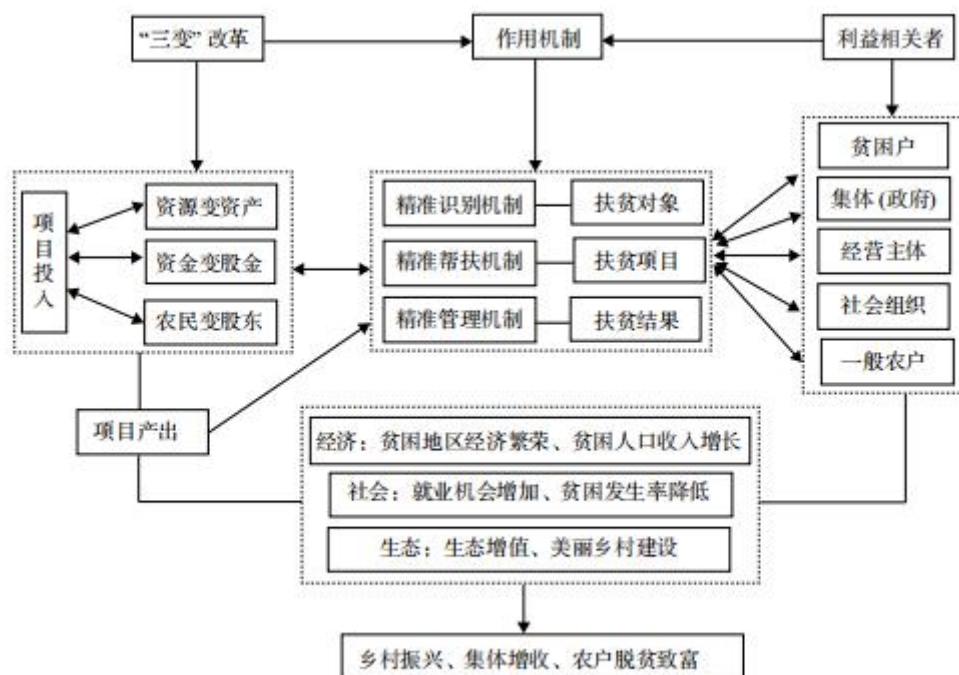 “三变”改革
作用机制
利益相关者
项目投入
资源变资产
资金变股金
农民变股东
精准识别机制
扶贫对象
精准帮扶机制
扶贫项目
精准管理机制
扶贫结果
贫困户
集体(政府)
经营主体
社会组织
一般农户
项目产出
经济：贫困地区经济繁荣、贫困人口收入增长
社会：就业机会增加、贫困发生率降低
生态：生态增值、美丽乡村建设
乡村振兴、集体增收、农户脱贫致富